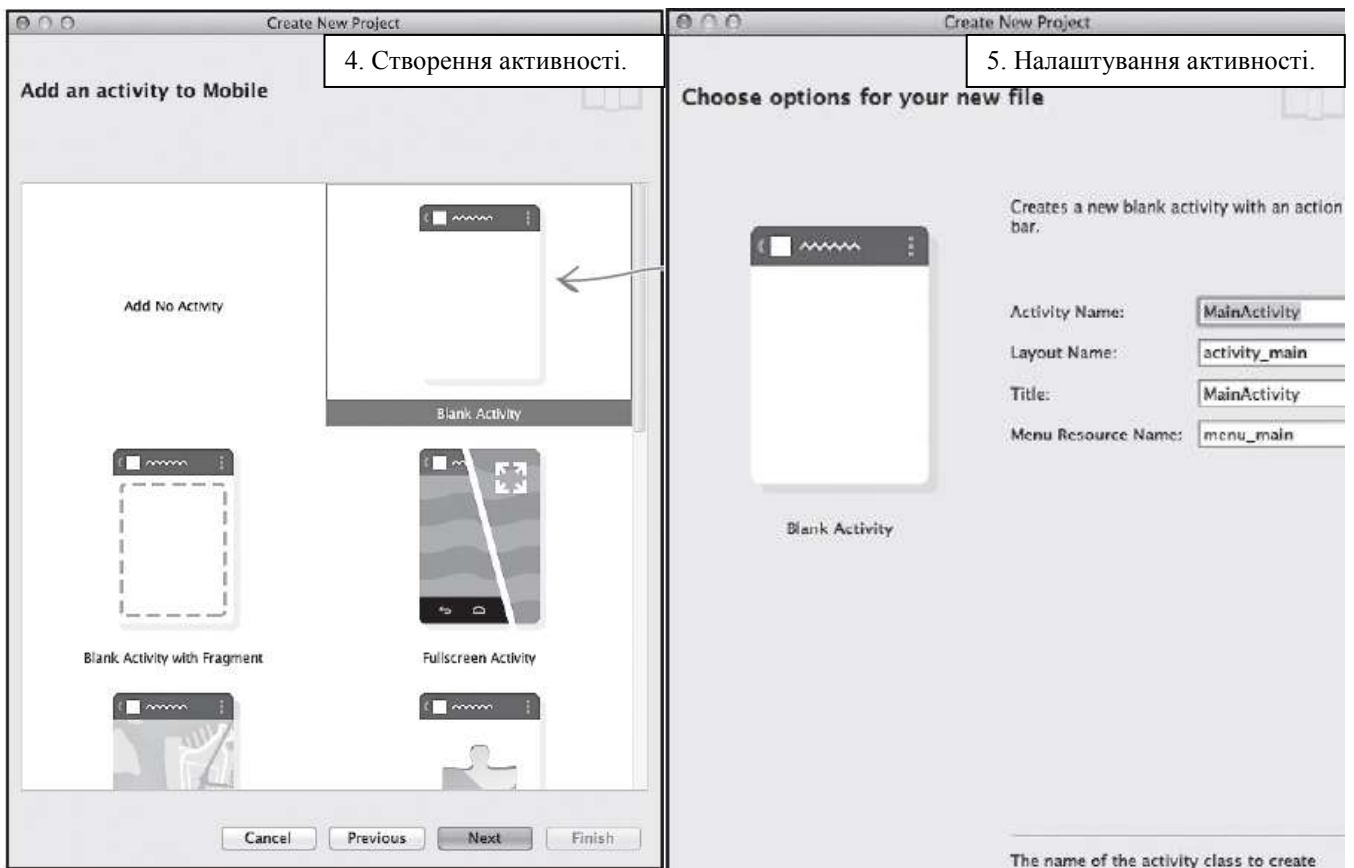 Create New Project
4. Створення активності.
Add an activity to Mobile
Add No Activity
Blank Activity
Blank Activity with Fragment
Fullscreen Activity
Cancel
Previous
Next
Finish
Create New Project
5. Налаштування активності.
Choose options for your new file
Creates a new blank activity with an action
bar.
Activity Name: MainActivity
Layout Name: activity_main
Title: MainActivity
Menu Resource Name: menu_main
Blank Activity
The name of the activity class to create